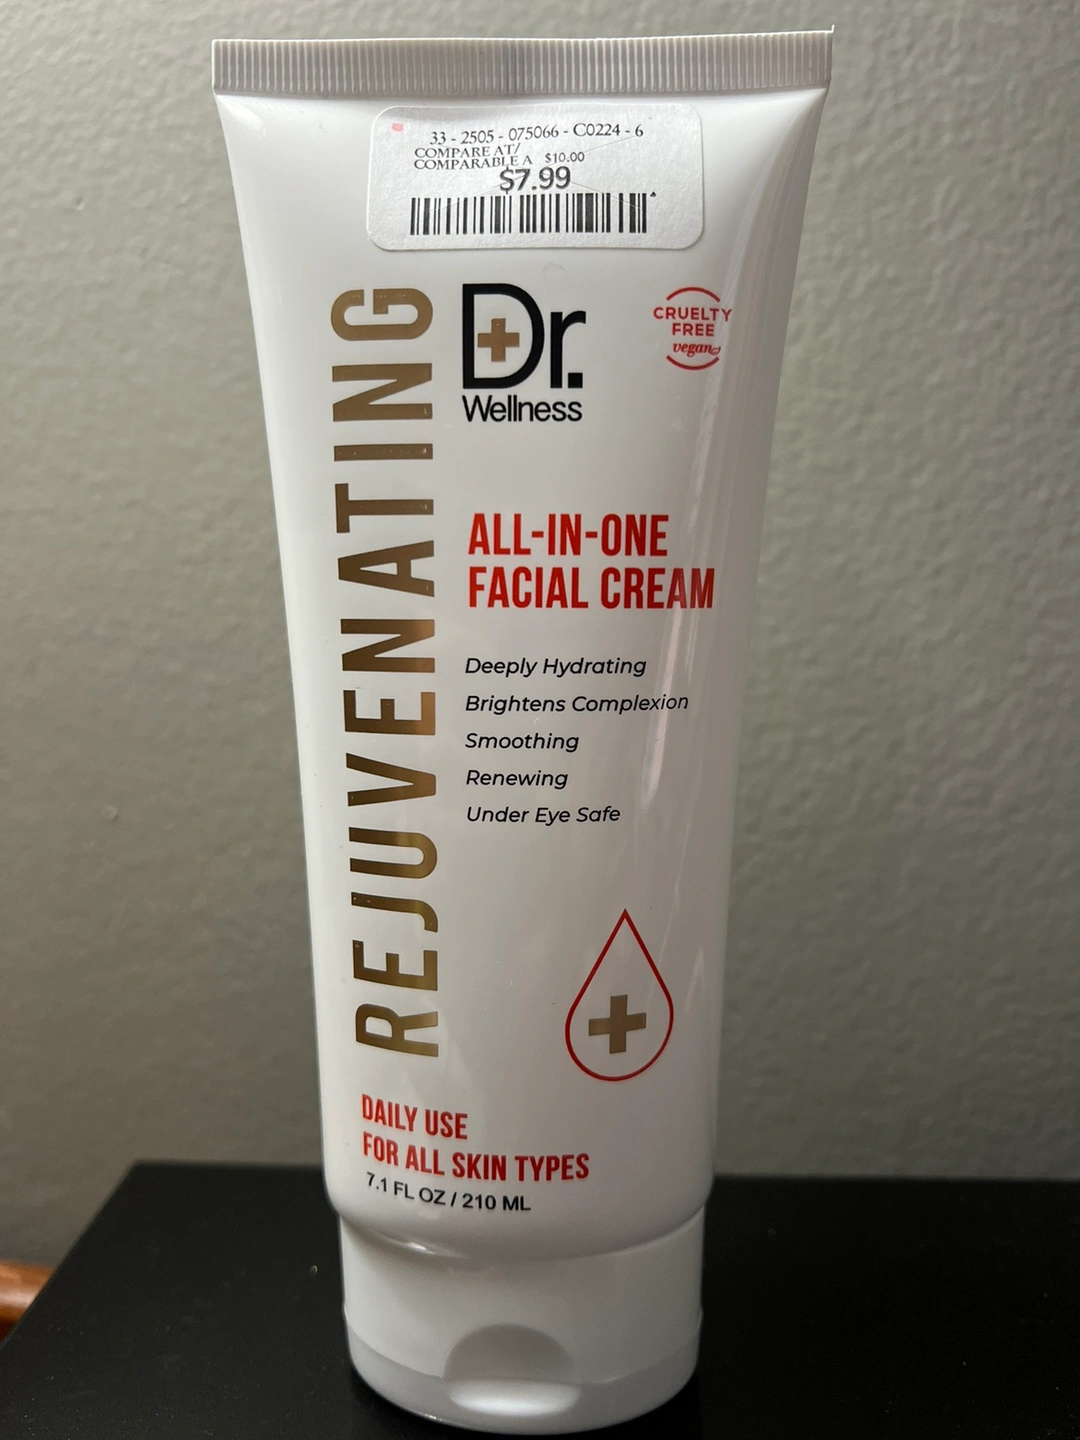 33 - 2505 - 075066 - C0224 - 6
COMPARE AT/
COMPARABLE A $10.00
$7.99
REJUVENATING
Dr.
Wellness
CRUELTY
FREE
vegan
ALL-IN-ONE
FACIAL CREAM
Deeply Hydrating
Brightens Complexion
Smoothing
Renewing
Under Eye Safe
DAILY USE
FOR ALL SKIN TYPES
7.1 FL OZ / 210 ML